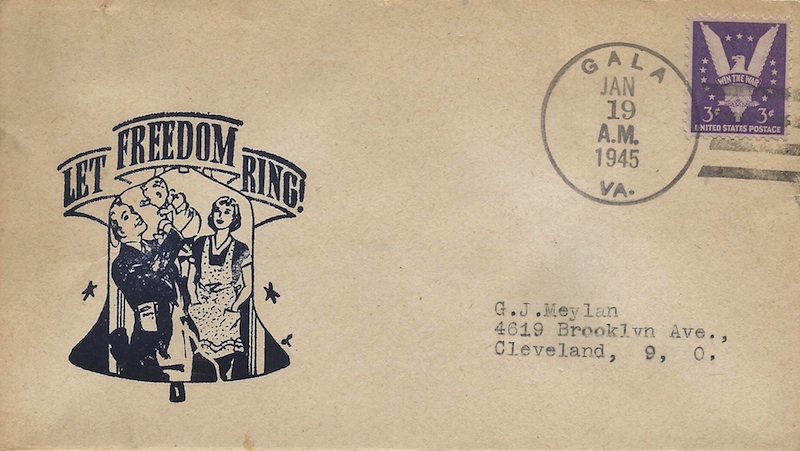 LET FREEDOM RING!
GALA
JAN
19
A.M.
1945
VA.
WIN THE WAR
3¢ 3¢
UNITED STATES POSTAGE
G.J.Meylan
4619 Brooklyn Ave.,
Cleveland, 9, O.